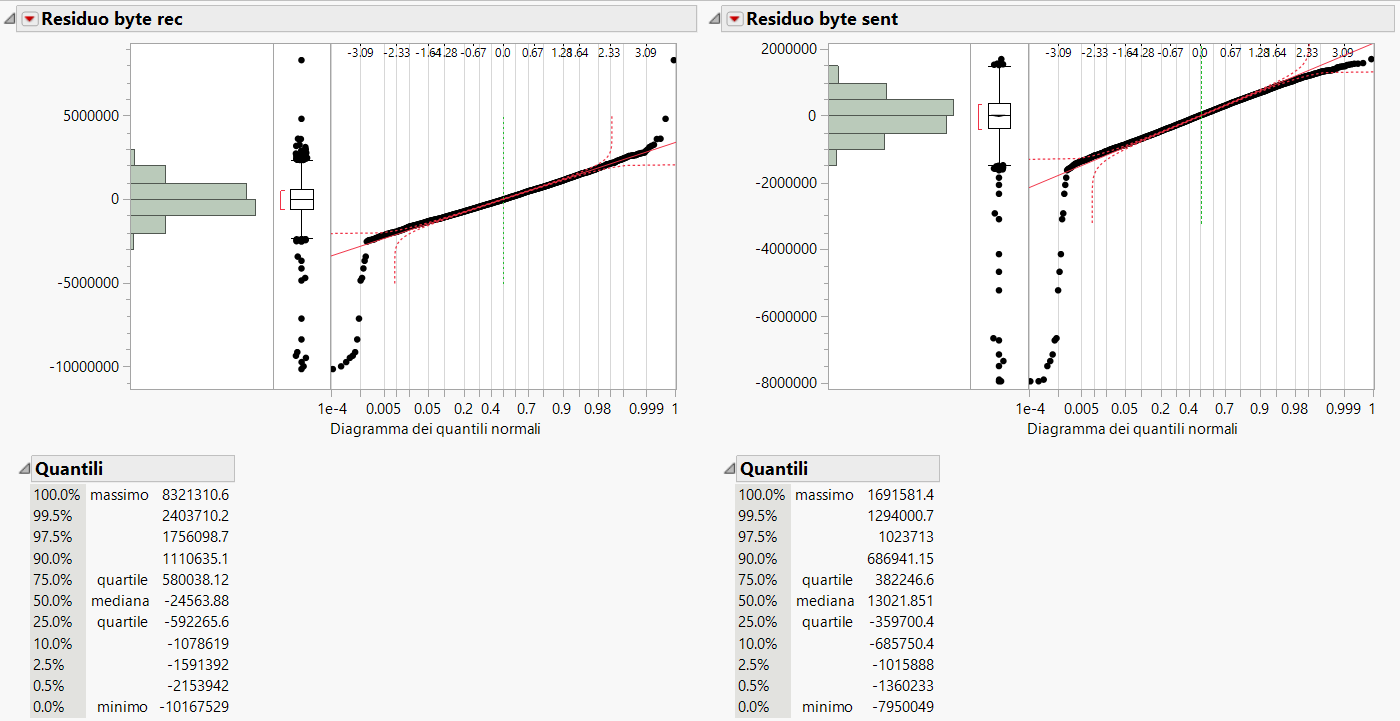 Residuo byte rec
-3.09 -2.33 -1.64 -1.28 -0.67 0.0 0.67 1.28 1.64 2.33 3.09
5000000
0
-5000000
-10000000
1e-4 0.005 0.05 0.2 0.4 0.7 0.9 0.98 0.999 1
Diagramma dei quantili normali
Quantili
100.0% massimo 8321310.6
99.5% 2403710.2
97.5% 1756098.7
90.0% 1110635.1
75.0% quartile 580038.12
50.0% mediana -24563.88
25.0% quartile -592265.6
10.0% -1078619
2.5% -1591392
0.5% -2153942
0.0% minimo -10167529
Residuo byte sent
-3.09 -2.33 -1.64 -1.28 -0.67 0.0 0.67 1.28 1.64 2.33 3.09
2000000
0
-2000000
-4000000
-6000000
-8000000
1e-4 0.005 0.05 0.2 0.4 0.7 0.9 0.98 0.999 1
Diagramma dei quantili normali
Quantili
100.0% massimo 1691581.4
99.5% 1294000.7
97.5% 1023713
90.0% 686941.15
75.0% quartile 382246.6
50.0% mediana 13021.851
25.0% quartile -359700.4
10.0% -685750.4
2.5% -1015888
0.5% -1360233
0.0% minimo -7950049